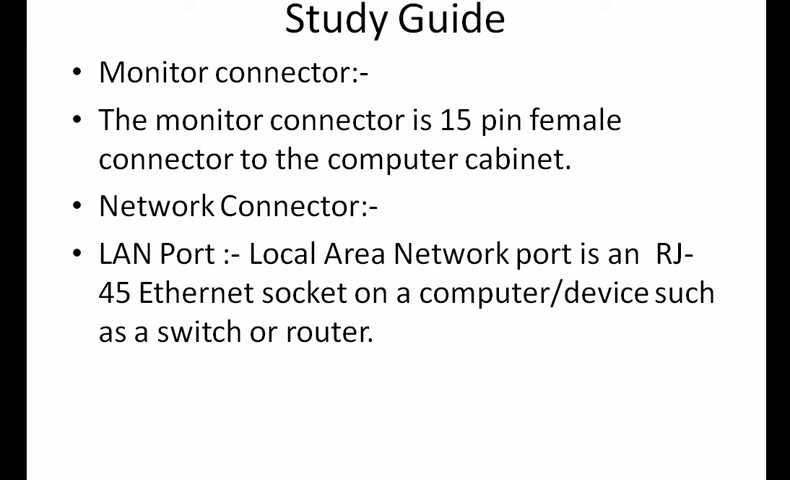 Study Guide
• Monitor connector:-
• The monitor connector is 15 pin female
connector to the computer cabinet.
• Network Connector:-
• LAN Port :- Local Area Network port is an  RJ-
45 Ethernet socket on a computer/device such
as a switch or router.